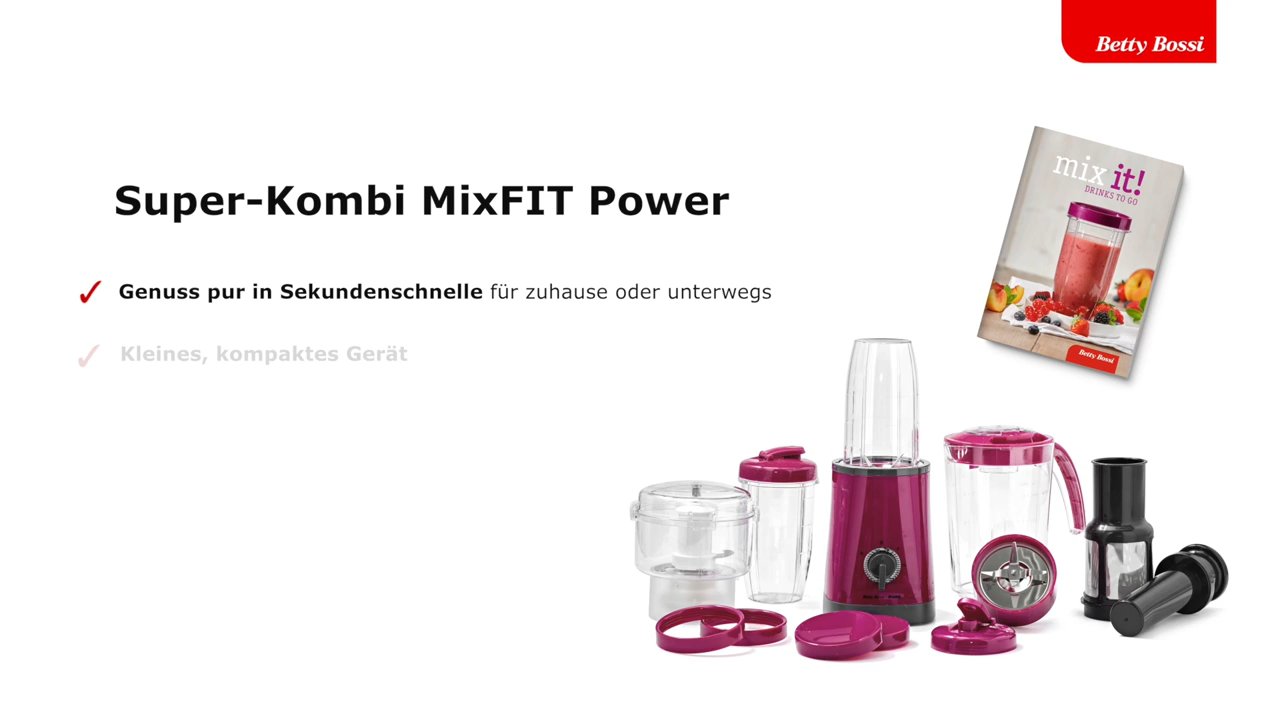 Betty Bossi
mix it!
DRINKS TO GO
Super-Kombi MixFIT Power
✓ Genuss pur in Sekundenschnelle für zuhause oder unterwegs
✓ Kleines, kompaktes Gerät
Betty Bossi